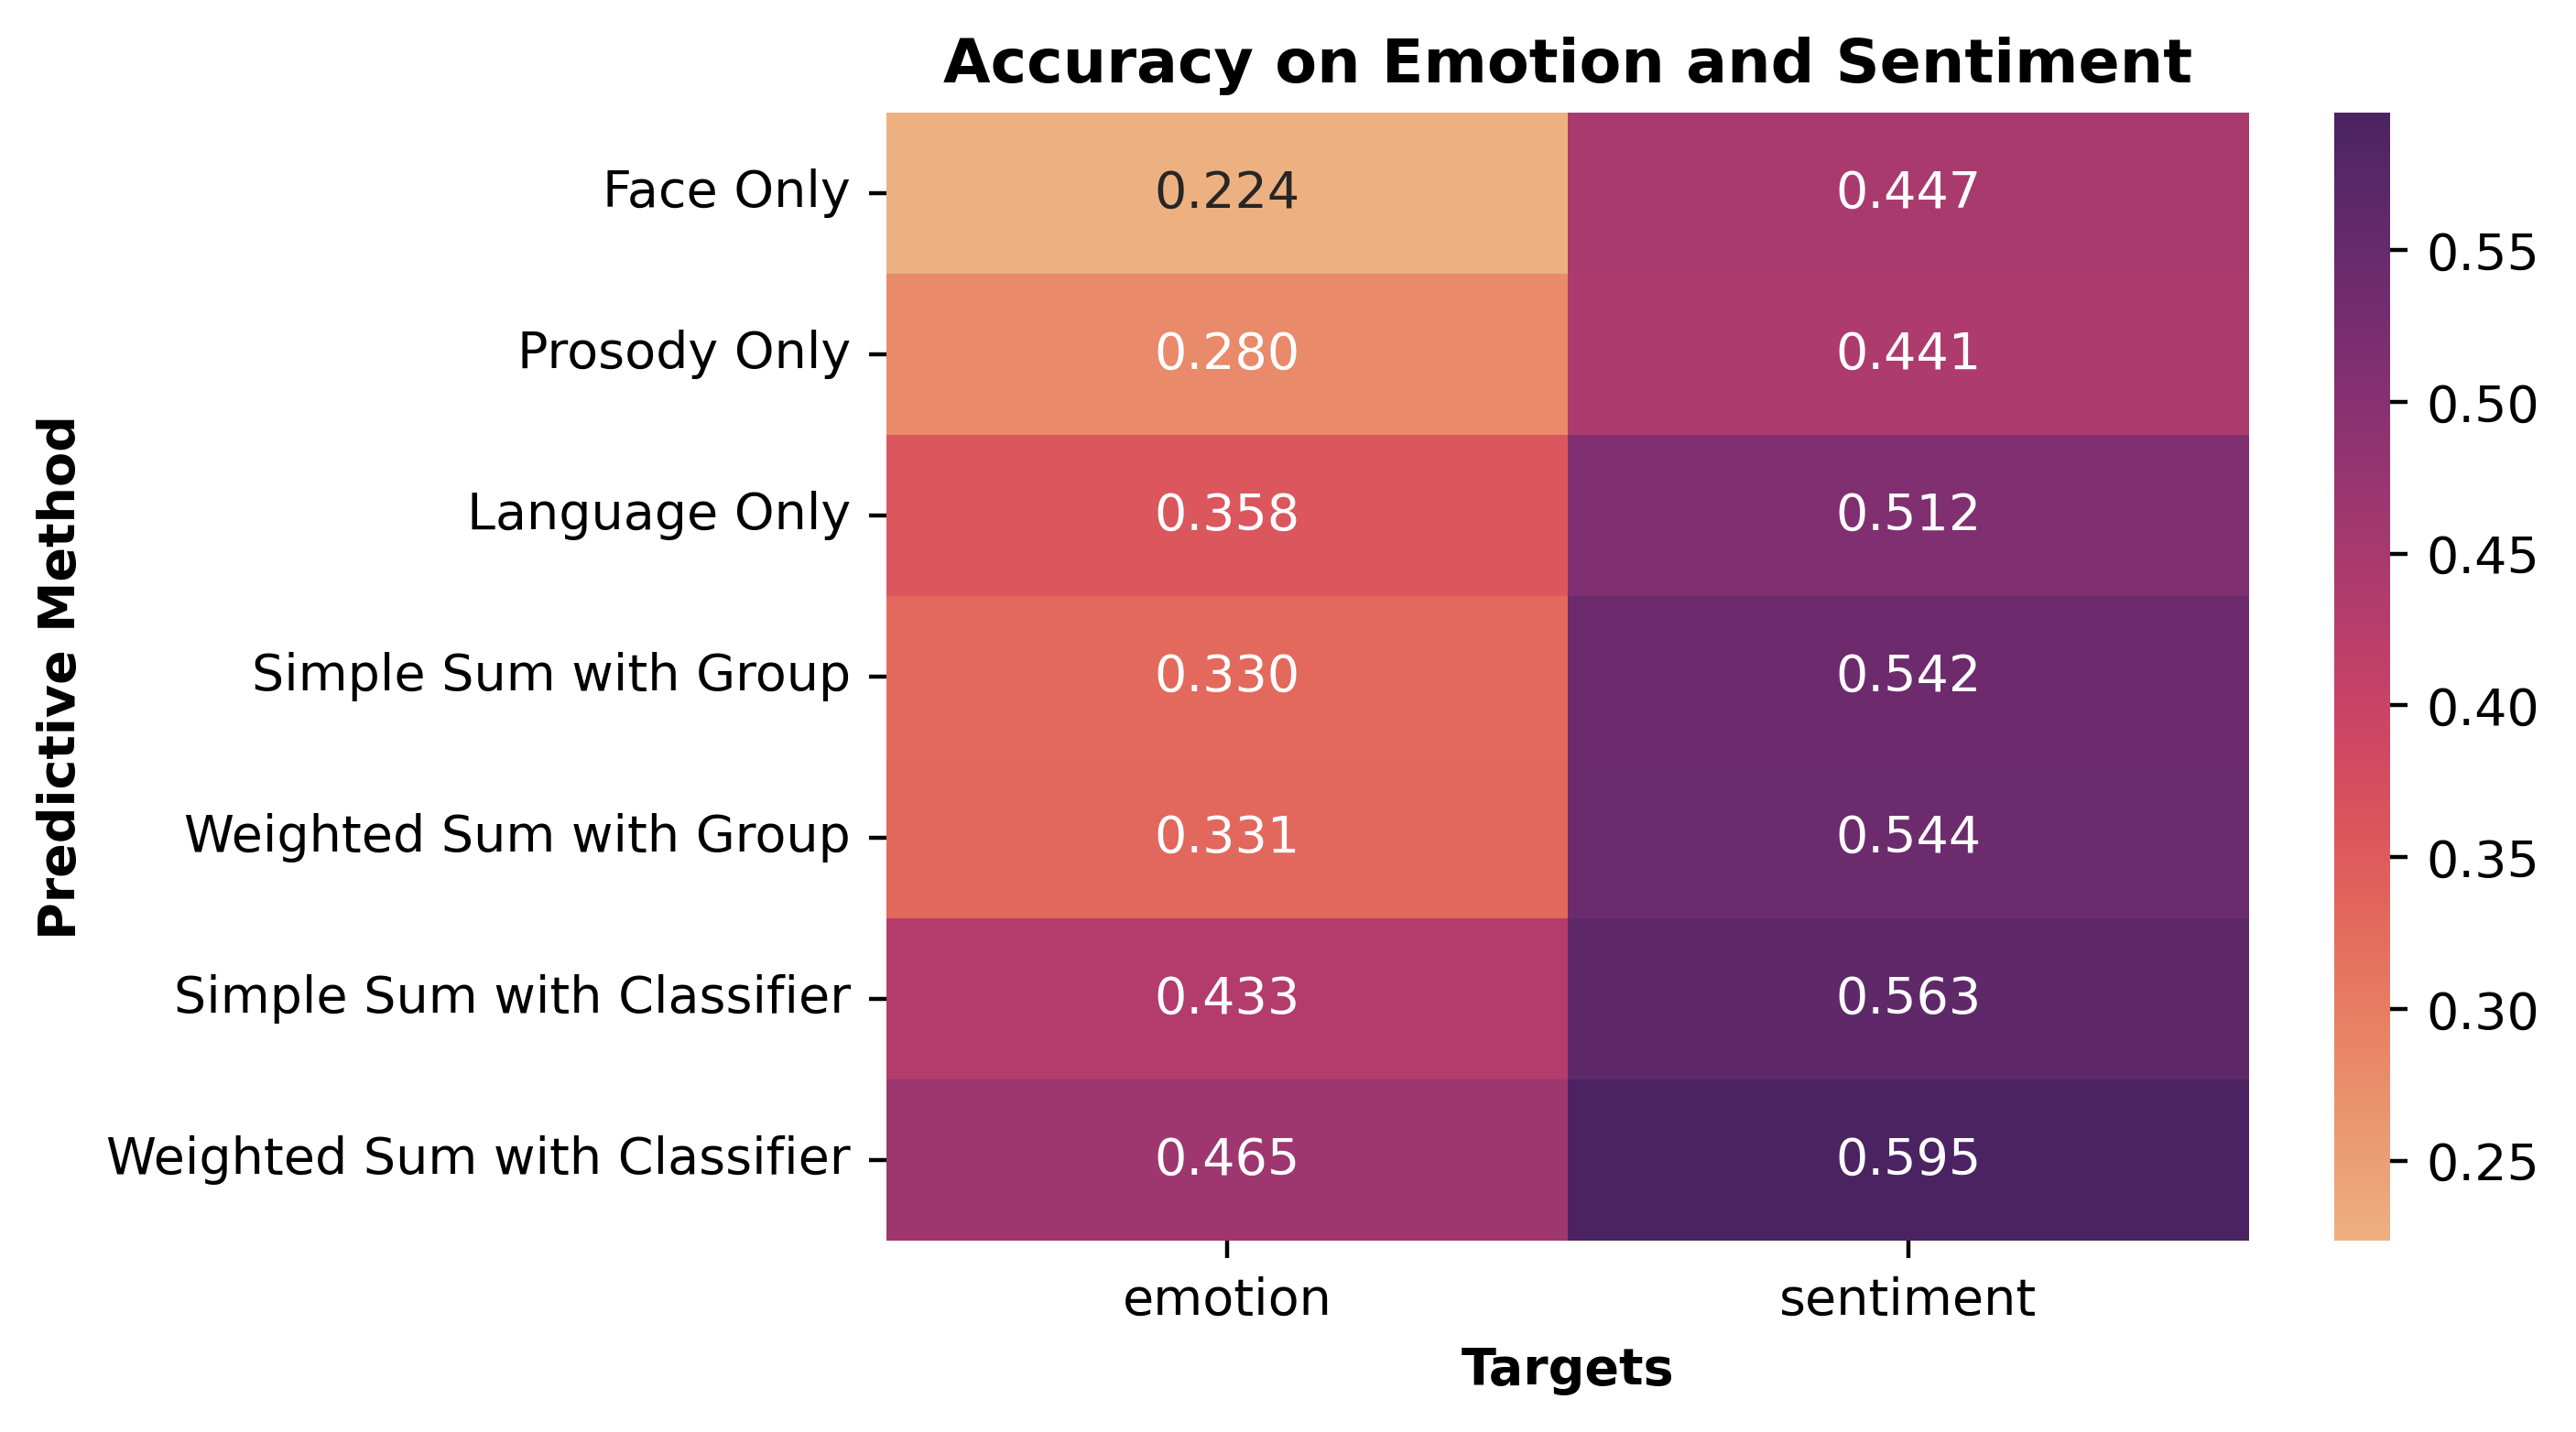 Accuracy on Emotion and Sentiment
Predictive Method
Face Only 0.224 0.447
Prosody Only 0.280 0.441
Language Only 0.358 0.512
Simple Sum with Group 0.330 0.542
Weighted Sum with Group 0.331 0.544
Simple Sum with Classifier 0.433 0.563
Weighted Sum with Classifier 0.465 0.595
emotion sentiment
Targets
0.55
0.50
0.45
0.40
0.35
0.30
0.25